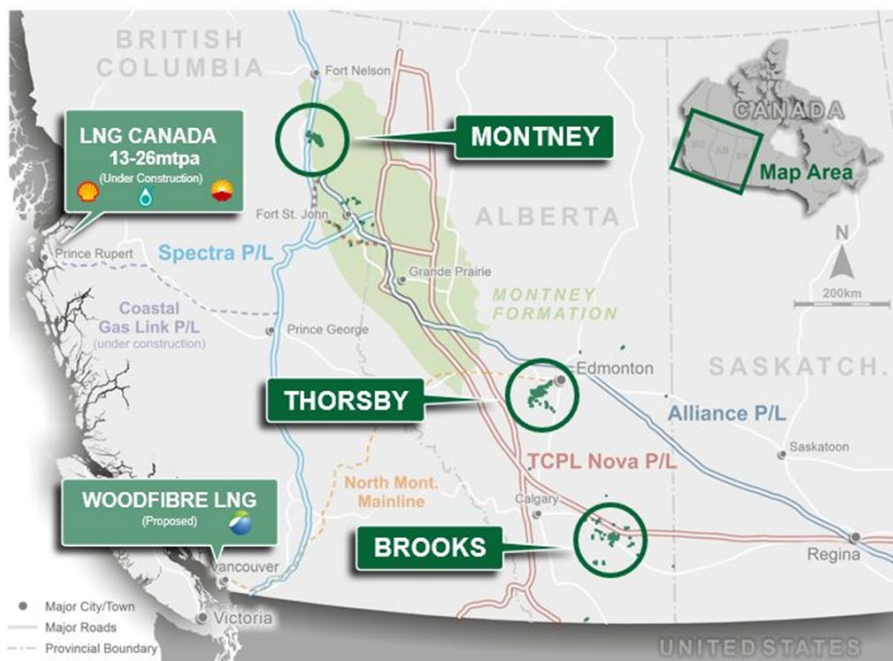 BRITISH
COLUMBIA
Fort Nelson
LNG CANADA
13-26mtpa
(Under Construction)
MONTNEY
CANADA
BC
AB
SK
Map Area
Fort St. John
ALBERTA
N
Prince Rupert
Spectra P/L
Grande Prairie
200km
Coastal
Gas Link P/L
(under construction)
MONTNEY
FORMATION
Prince George
SASKATCH.
Edmonton
THORSBY
Alliance P/L
Saskatoon
TCPL Nova P/L
North Mont.
Mainline
Calgary
WOODFIBRE LNG
(Proposed)
BROOKS
Regina
Vancouver
Victoria
Major City/Town
Major Roads
Provincial Boundary
UNITED STATES